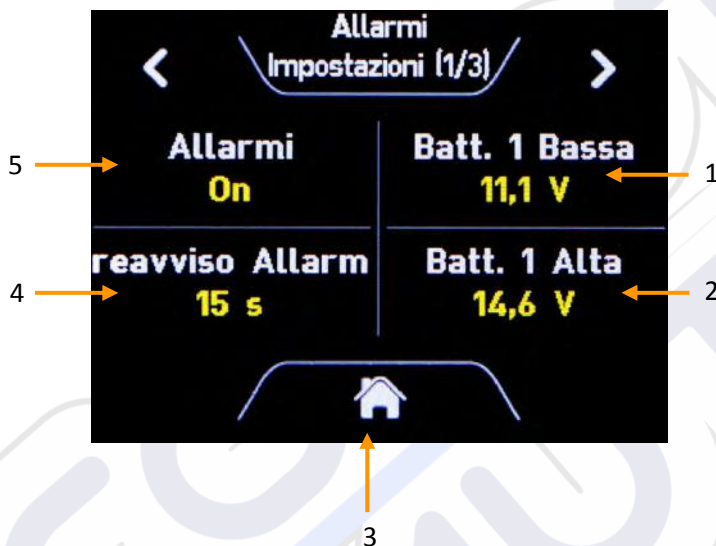 Allarmi
Impostazioni (1/3)
Allarmi
On
Batt. 1 Bassa
11,1 V
reavviso Allarm
15 s
Batt. 1 Alta
14,6 V
5
1
4
2
3